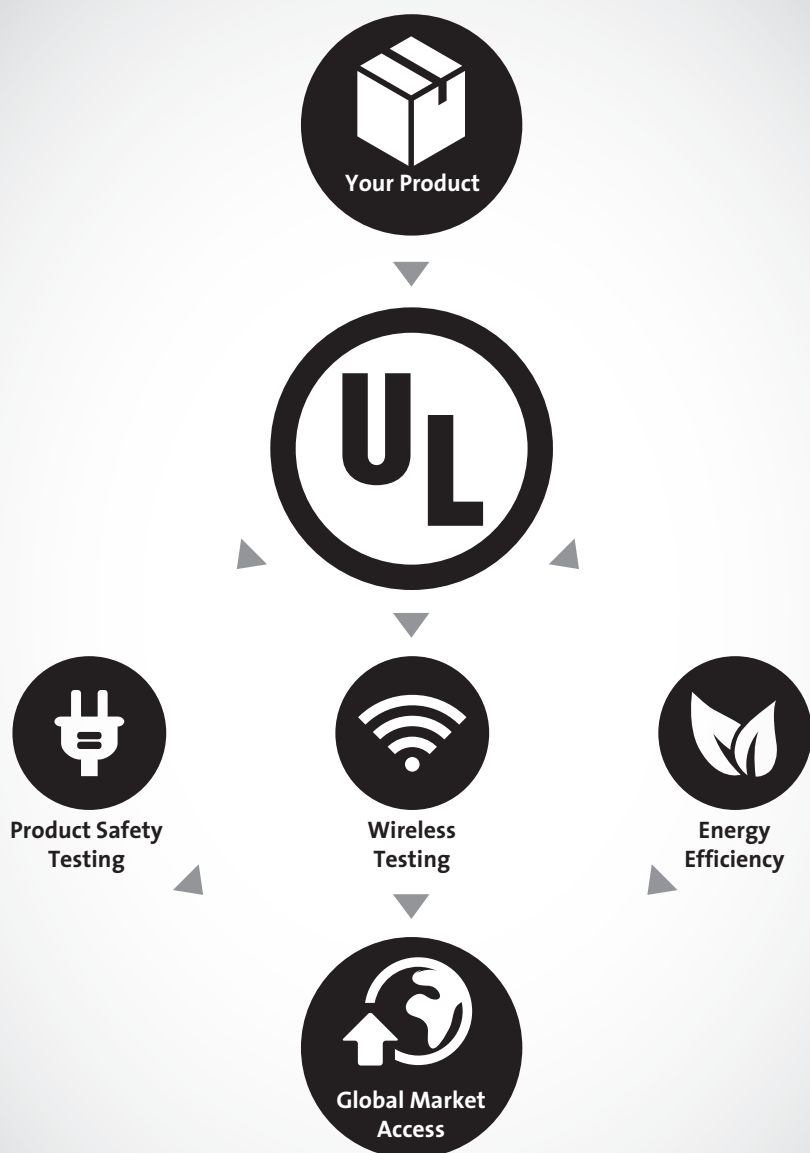 Your Product
UL
Product Safety
Testing
Wireless
Testing
Energy
Efficiency
Global Market
Access